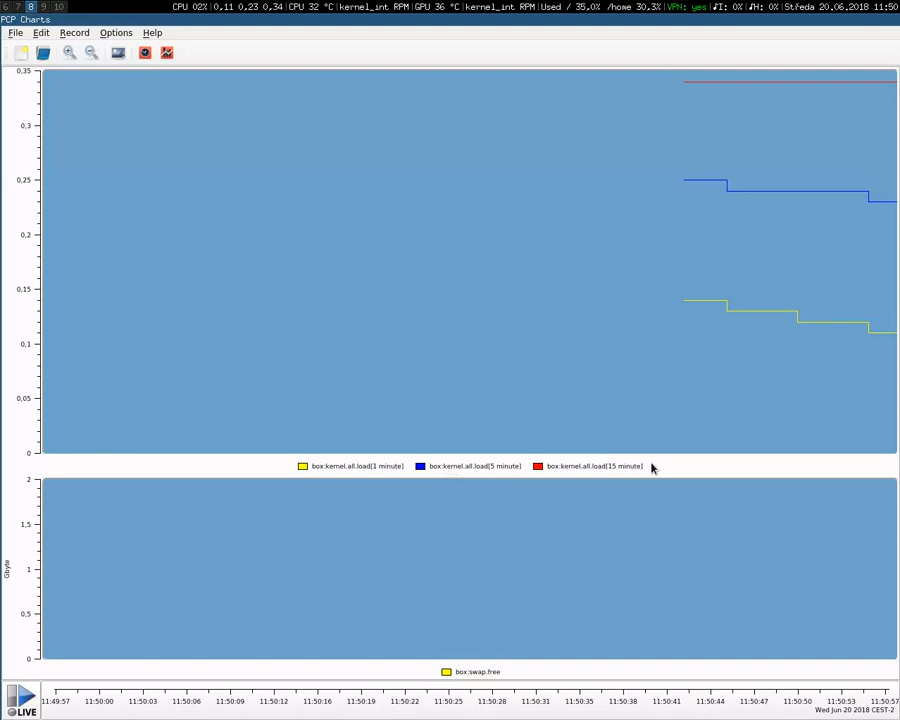 6 7 8 9 10 CPU 02%|0,11 0,23 0,34|CPU 32 °C|kernel_int RPM|GPU 36 °C|kernel_int RPM|Used / 35,0% /home 30,3%|VPN: yes|♪I: 0%|♪H: 0%|Středa 20.06.2018 11:50
PCP Charts
File Edit Record Options Help
0,35
0,3
0,25
0,2
0,15
0,1
0,05
0
box:kernel.all.load[1 minute] box:kernel.all.load[5 minute] box:kernel.all.load[15 minute]
2
1,5
1
0,5
0
Gbyte
box:swap.free
LIVE
11:49:57 11:50:00 11:50:03 11:50:06 11:50:09 11:50:12 11:50:16 11:50:19 11:50:22 11:50:25 11:50:28 11:50:31 11:50:35 11:50:38 11:50:41 11:50:44 11:50:47 11:50:50 11:50:53 11:50:57
Wed Jun 20 2018 CEST-2